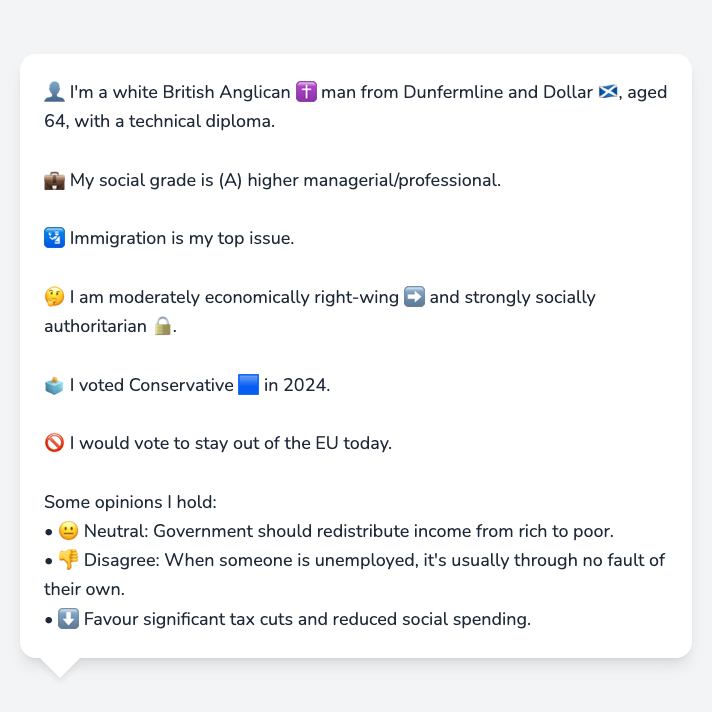 👤 I'm a white British Anglican ✝️ man from Dunfermline and Dollar 🏴󠁧󠁢󠁳󠁣󠁴󠁿, aged
64, with a technical diploma.
💼 My social grade is (A) higher managerial/professional.
🛂 Immigration is my top issue.
🤔 I am moderately economically right-wing ➡️ and strongly socially
authoritarian 🔒.
🗳️ I voted Conservative 🟦 in 2024.
🚫 I would vote to stay out of the EU today.
Some opinions I hold:
• 😐 Neutral: Government should redistribute income from rich to poor.
• 👎 Disagree: When someone is unemployed, it's usually through no fault of
their own.
• ⬇️ Favour significant tax cuts and reduced social spending.